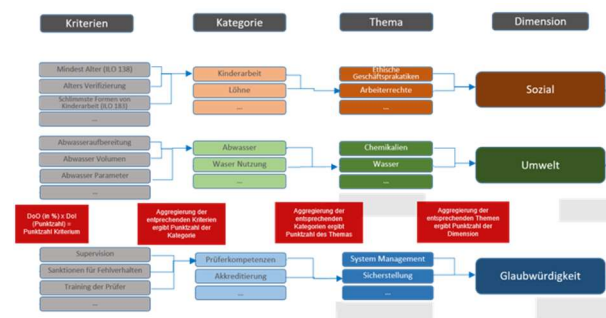 Kriterien
Kategorie
Thema
Dimension
Mindest Alter (ILO 138)
Alters Verifizierung
Schlimmste Formen von
Kinderarbeit (ILO 183)
...
Kinderarbeit
Löhne
...
Ethische
Geschäftsprakatiken
Arbeiterrechte
...
Sozial
Abwasseraufbereitung
Abwasser Volumen
Abwasser Parameter
...
Abwasser
Waser Nutzung
...
Chemikalien
Wasser
...
Umwelt
DoO (in %) x DoI
(Punktzahl) =
Punktzahl Kriterium
Aggregierung der
entprechenden Kriterien
ergibt Punktzahl der
Kategorie
Aggregierung der
entsprechenden
Kategorien ergibt
Punktzahl des Themas
Aggregierung der
entsprechenden Themen
ergibt Punktzahl der
Dimension
Supervision
Sanktionen für Fehlverhalten
Training der Prüfer
...
Prüferkompetenzen
Akkreditierung
...
System Management
Sicherstellung
...
Glaubwürdigkeit